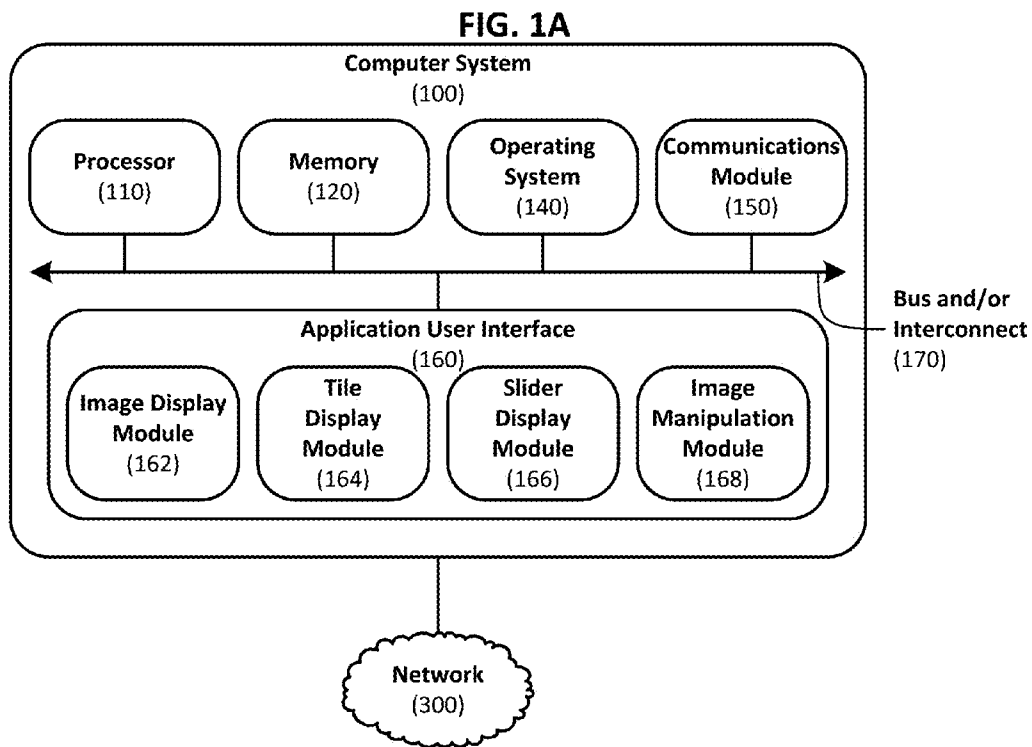 FIG. 1A
Computer System
(100)
Processor
(110)
Memory
(120)
Operating
System
(140)
Communications
Module
(150)
Bus and/or
Interconnect
(170)
Application User Interface
(160)
Image Display
Module
(162)
Tile
Display
Module
(164)
Slider
Display
Module
(166)
Image
Manipulation
Module
(168)
Network
(300)